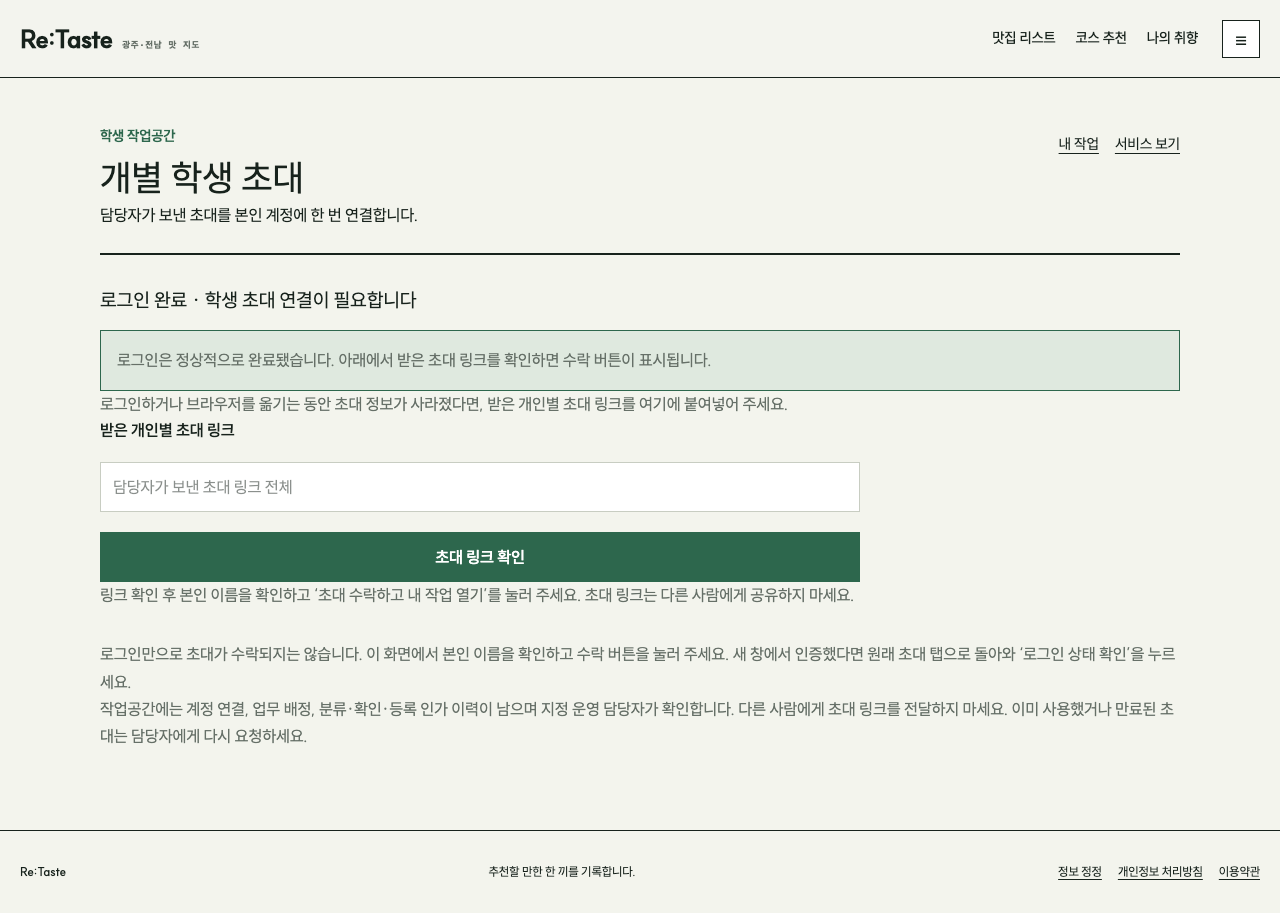 Re:Taste 광주·전남 맛 지도
맛집 리스트 코스 추천 나의 취향
학생 작업공간
내 작업 서비스 보기
개별 학생 초대
담당자가 보낸 초대를 본인 계정에 한 번 연결합니다.
로그인 완료 · 학생 초대 연결이 필요합니다
로그인은 정상적으로 완료됐습니다. 아래에서 받은 초대 링크를 확인하면 수락 버튼이 표시됩니다.
로그인하거나 브라우저를 옮기는 동안 초대 정보가 사라졌다면, 받은 개인별 초대 링크를 여기에 붙여넣어 주세요.
받은 개인별 초대 링크
담당자가 보낸 초대 링크 전체
초대 링크 확인
링크 확인 후 본인 이름을 확인하고 ‘초대 수락하고 내 작업 열기’를 눌러 주세요. 초대 링크는 다른 사람에게 공유하지 마세요.
로그인만으로 초대가 수락되지는 않습니다. 이 화면에서 본인 이름을 확인하고 수락 버튼을 눌러 주세요. 새 창에서 인증했다면 원래 초대 탭으로 돌아와 ‘로그인 상태 확인’을 누르
세요.
작업공간에는 계정 연결, 업무 배정, 분류·확인·등록 인가 이력이 남으며 지정 운영 담당자가 확인합니다. 다른 사람에게 초대 링크를 전달하지 마세요. 이미 사용했거나 만료된 초
대는 담당자에게 다시 요청하세요.
Re:Taste 추천할 만한 한 끼를 기록합니다. 정보 정정 개인정보 처리방침 이용약관